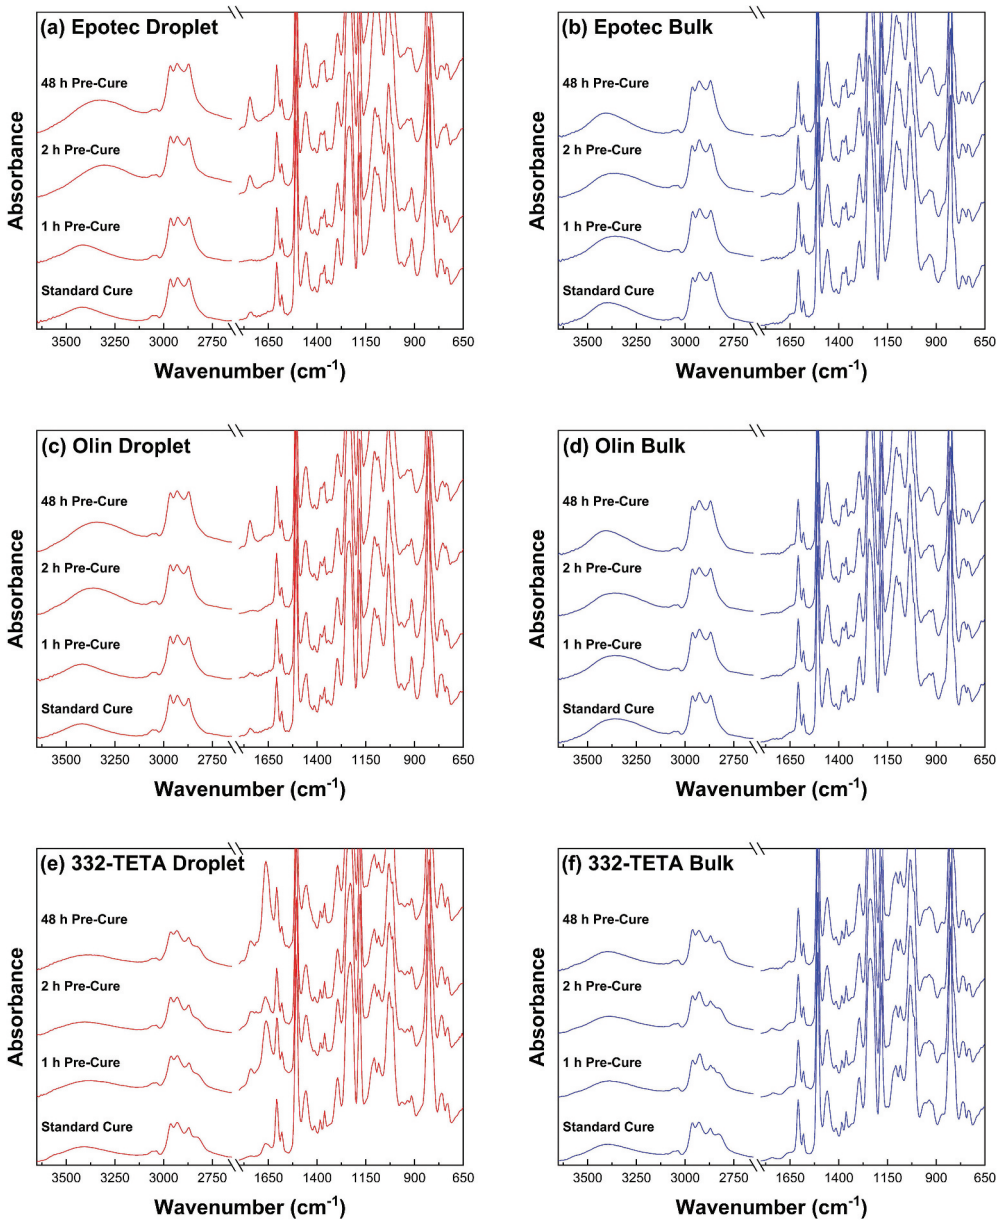 (a) Epotec Droplet
48 h Pre-Cure
2 h Pre-Cure
1 h Pre-Cure
Standard Cure
Absorbance
3500 3250 3000 2750 1650 1400 1150 900 650
Wavenumber (cm-1)
(b) Epotec Bulk
48 h Pre-Cure
2 h Pre-Cure
1 h Pre-Cure
Standard Cure
Absorbance
3500 3250 3000 2750 1650 1400 1150 900 650
Wavenumber (cm-1)
(c) Olin Droplet
48 h Pre-Cure
2 h Pre-Cure
1 h Pre-Cure
Standard Cure
Absorbance
3500 3250 3000 2750 1650 1400 1150 900 650
Wavenumber (cm-1)
(d) Olin Bulk
48 h Pre-Cure
2 h Pre-Cure
1 h Pre-Cure
Standard Cure
Absorbance
3500 3250 3000 2750 1650 1400 1150 900 650
Wavenumber (cm-1)
(e) 332-TETA Droplet
48 h Pre-Cure
2 h Pre-Cure
1 h Pre-Cure
Standard Cure
Absorbance
3500 3250 3000 2750 1650 1400 1150 900 650
Wavenumber (cm-1)
(f) 332-TETA Bulk
48 h Pre-Cure
2 h Pre-Cure
1 h Pre-Cure
Standard Cure
Absorbance
3500 3250 3000 2750 1650 1400 1150 900 650
Wavenumber (cm-1)